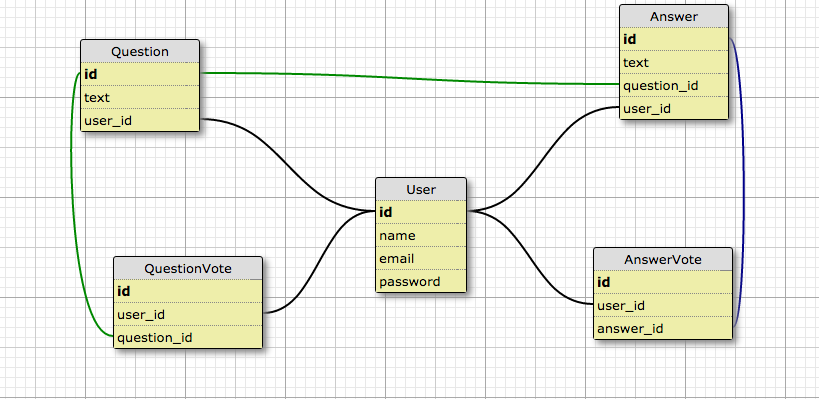 Question
id
text
user_id
Answer
id
text
question_id
user_id
User
id
name
email
password
QuestionVote
id
user_id
question_id
AnswerVote
id
user_id
answer_id